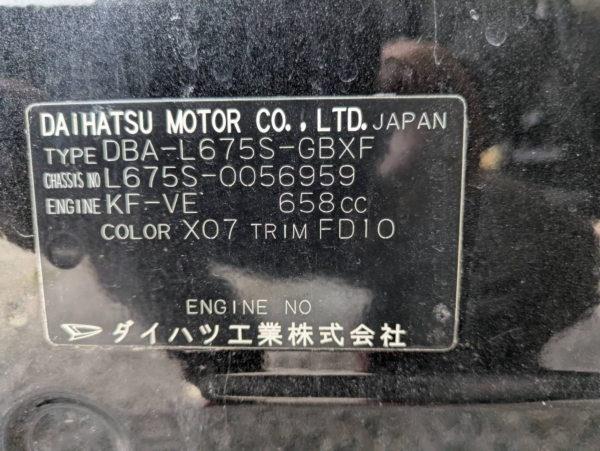 DAIHATSU MOTOR CO., LTD. JAPAN
TYPE DBA-L675S-GBXF
CHASSIS NO L675S-0056959
ENGINE KF-VE 658CC
COLOR X07 TRIM FD10
ENGINE NO
ダイハツ工業株式会社